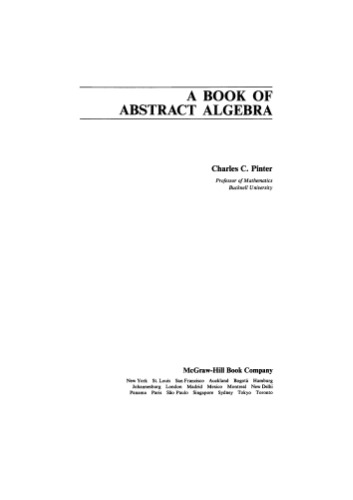 A BOOK OF
ABSTRACT ALGEBRA
Charles C. Pinter
Professor of Mathematics
Bucknell University
McGraw-Hill Book Company
New York St. Louis San Francisco Auckland Bogotá Hamburg
Johannesburg London Madrid Mexico Montreal New Delhi
Panama Paris São Paulo Singapore Sydney Tokyo Toronto